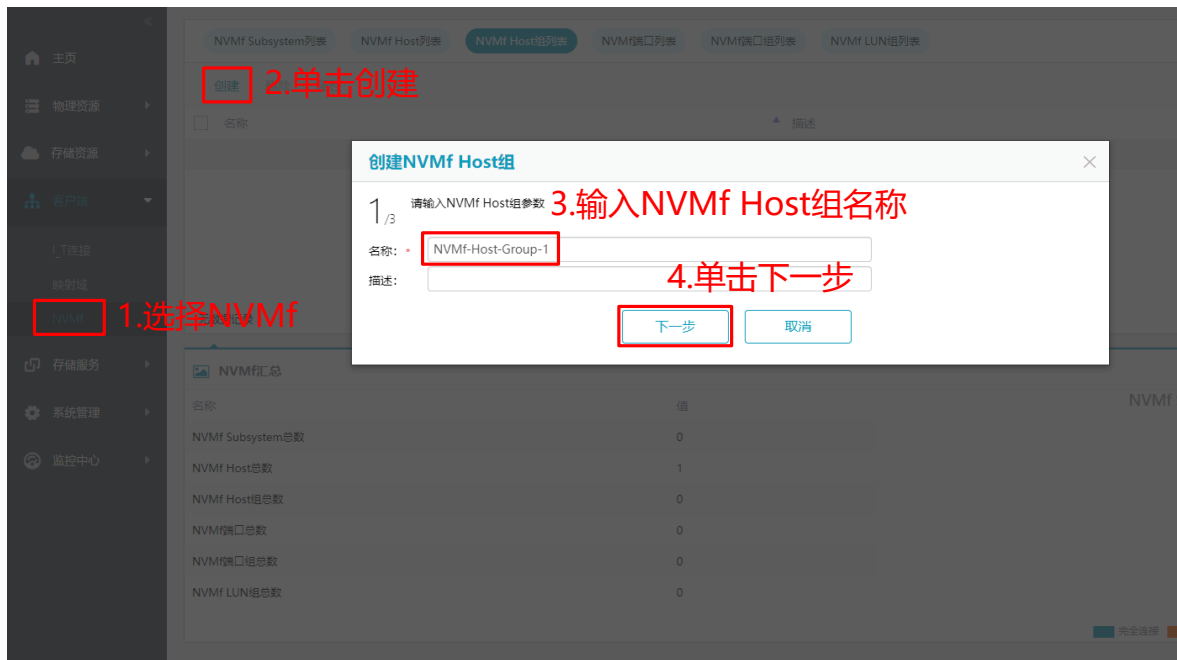 «
主页
物理资源
存储资源
客户端
I_T连接
映射域
NVMf
1.选择NVMf
存储服务
系统管理
监控中心
NVMf Subsystem列表 NVMf Host列表 NVMf Host组列表 NVMf端口列表 NVMf端口组列表 NVMf LUN组列表
创建
2.单击创建
名称 描述
创建NVMf Host组
1/3 请输入NVMf Host组参数
3.输入NVMf Host组名称
名称: * NVMf-Host-Group-1
描述:
4.单击下一步
下一步 取消
NVMf汇总
名称 值
NVMf Subsystem总数 0
NVMf Host总数 1
NVMf Host组总数 0
NVMf端口总数 0
NVMf端口组总数 0
NVMf LUN组总数 0
NVMf
完全连接